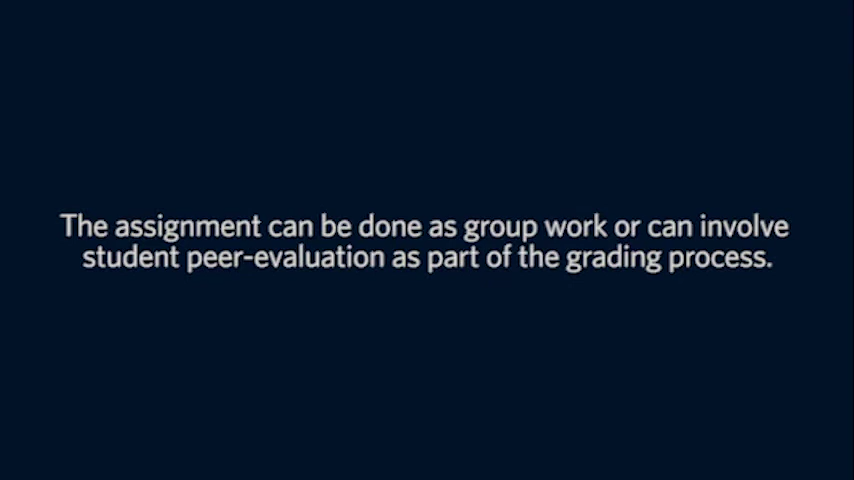 The assignment can be done as group work or can involve
student peer-evaluation as part of the grading process.